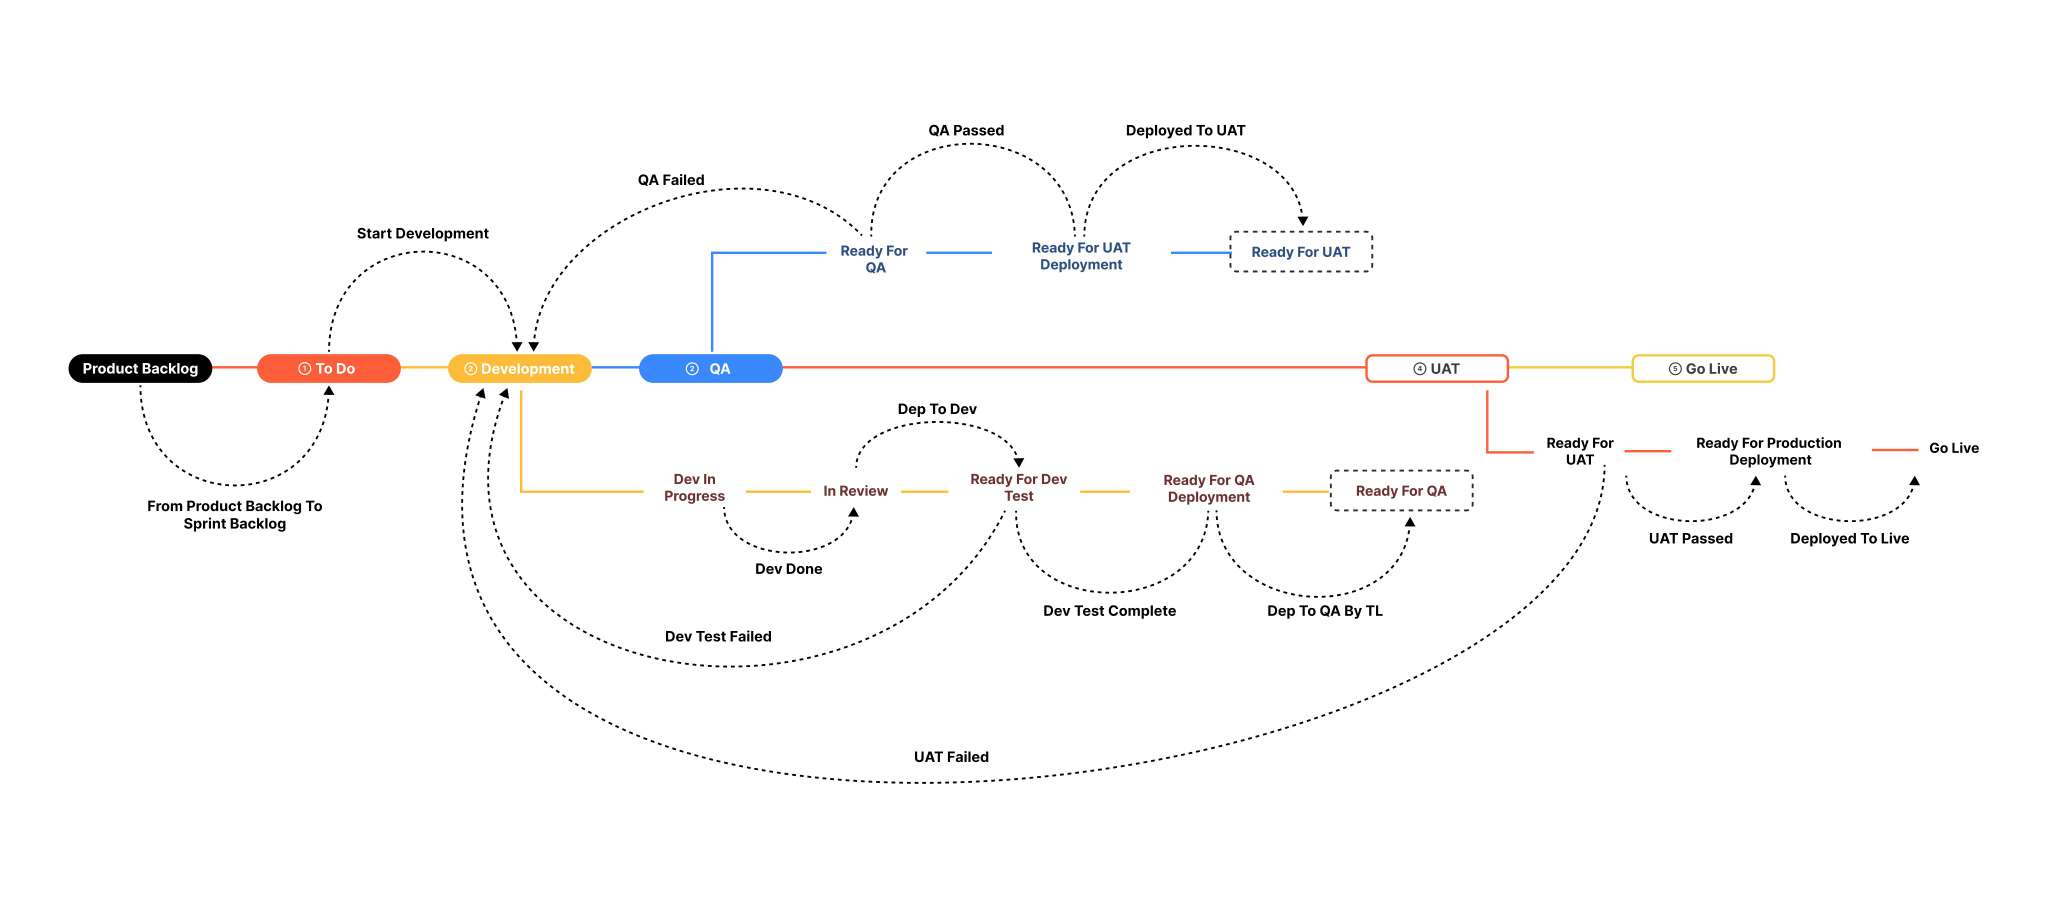 QA Passed
Deployed To UAT
QA Failed
Start Development
Ready For
QA
Ready For UAT
Deployment
Ready For UAT
Product Backlog
① To Do
② Development
② QA
④ UAT
⑤ Go Live
Dep To Dev
Ready For
UAT
Ready For Production
Deployment
Go Live
Dev In
Progress
In Review
Ready For Dev
Test
Ready For QA
Deployment
Ready For QA
From Product Backlog To
Sprint Backlog
UAT Passed
Deployed To Live
Dev Done
Dev Test Complete
Dep To QA By TL
Dev Test Failed
UAT Failed